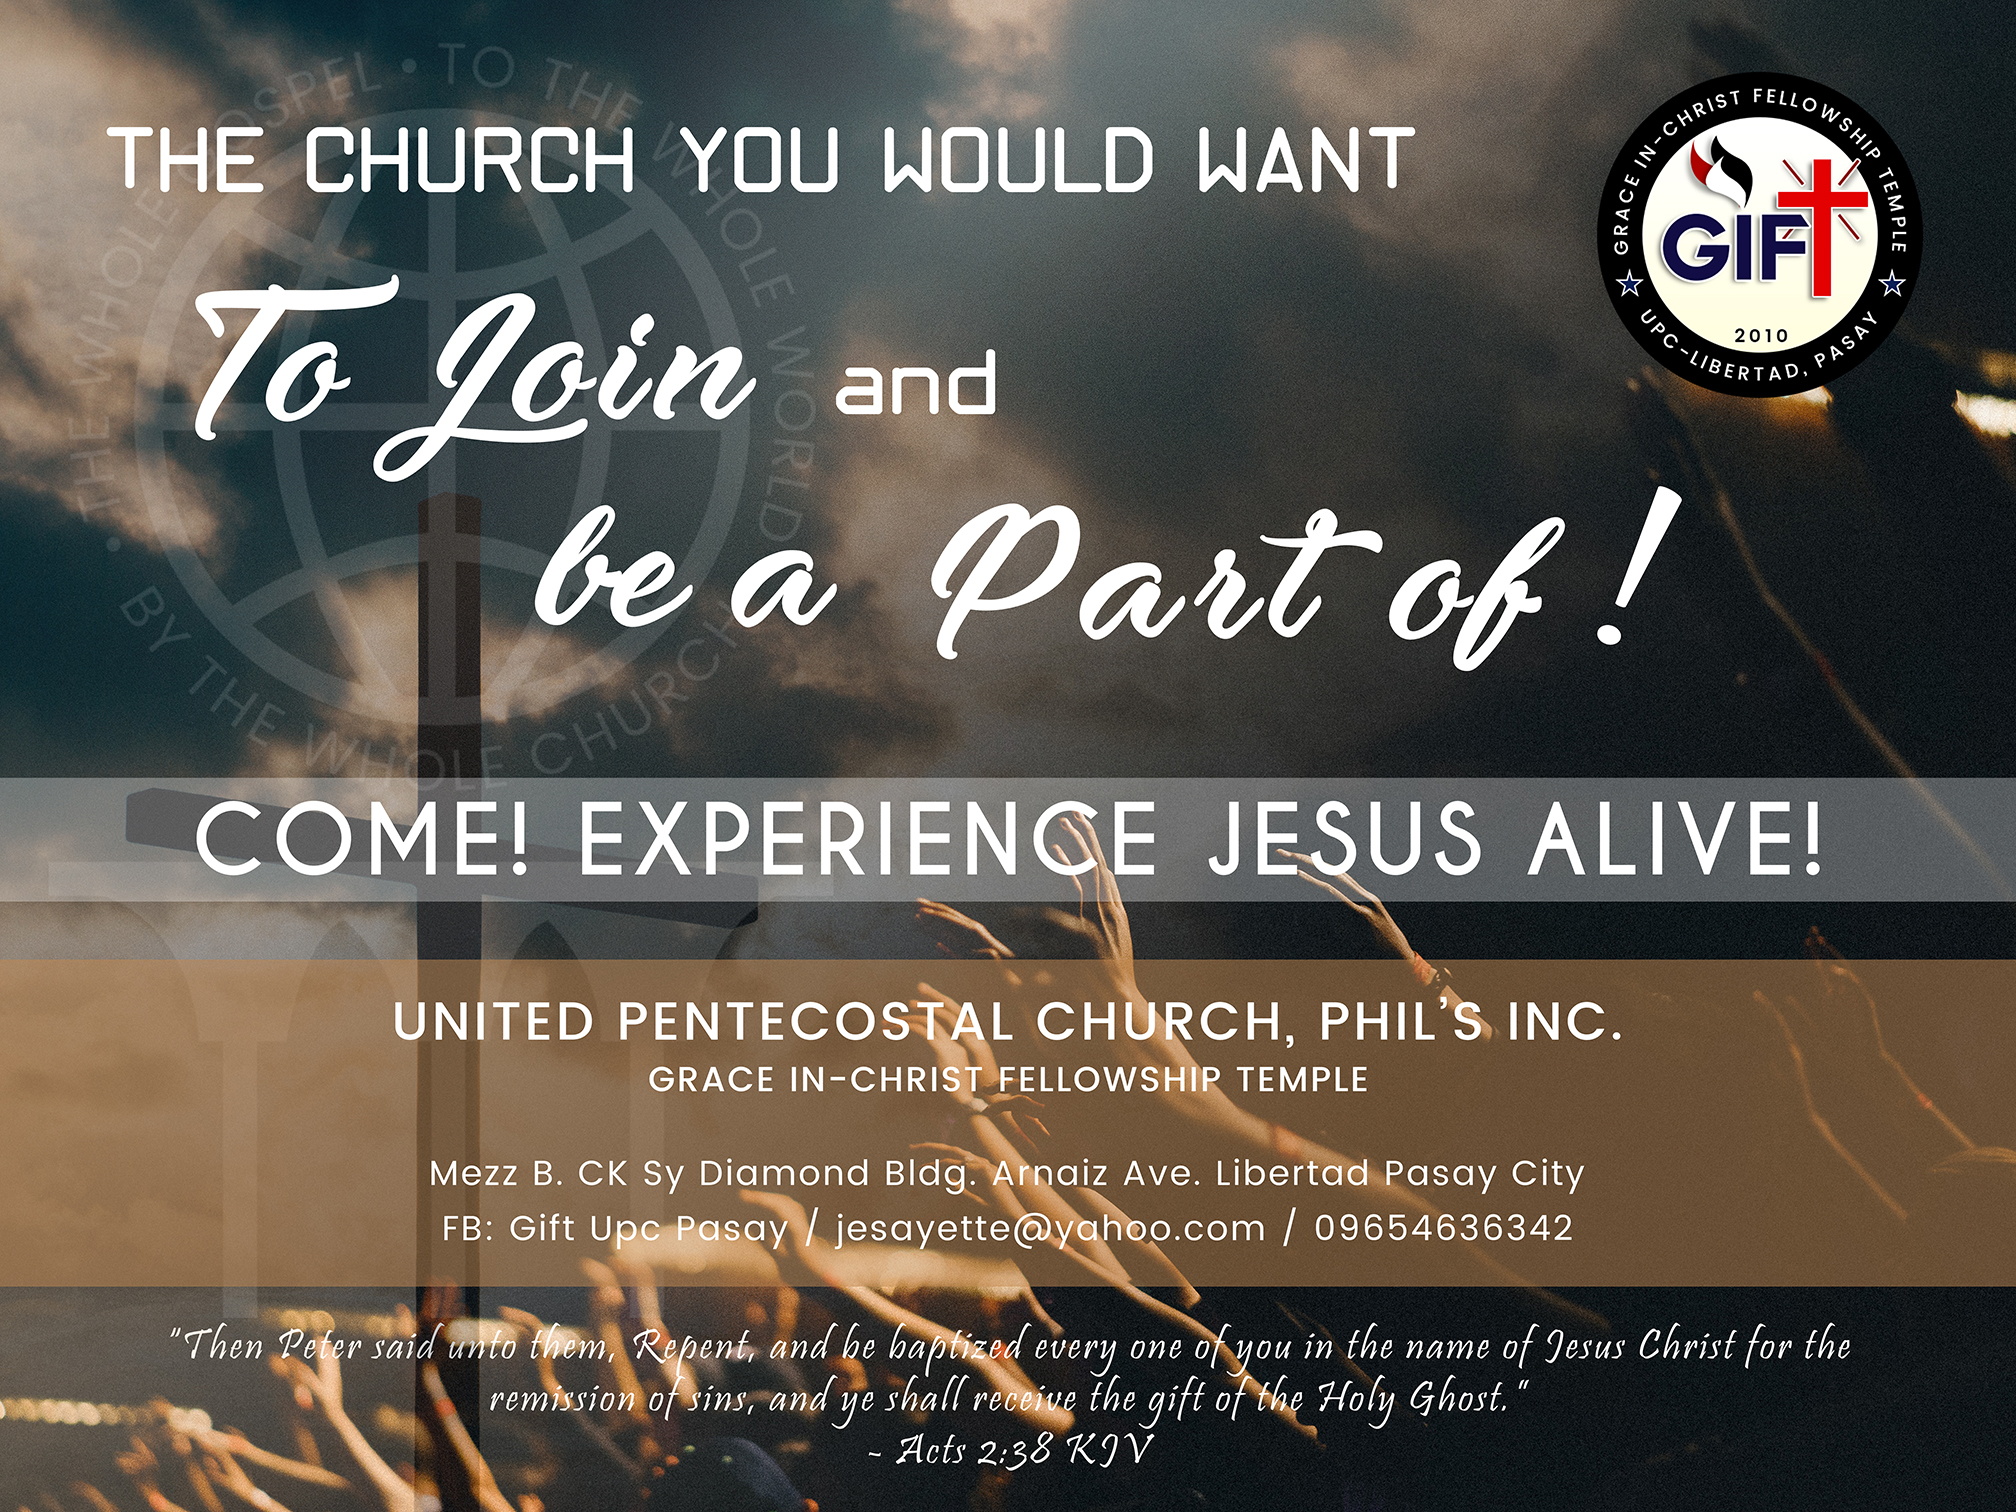 THE CHURCH YOU WOULD WANT
To Join and
be a Part of!
GRACE IN-CHRIST FELLOWSHIP TEMPLE
GIFT
2010
UPC-LIBERTAD, PASAY
THE WHOLE GOSPEL • TO THE WHOLE WORLD
• BY THE WHOLE CHURCH
COME! EXPERIENCE JESUS ALIVE!
UNITED PENTECOSTAL CHURCH, PHIL'S INC.
GRACE IN-CHRIST FELLOWSHIP TEMPLE
Mezz B. CK Sy Diamond Bldg. Arnaiz Ave. Libertad Pasay City
FB: Gift Upc Pasay / jesayette@yahoo.com / 09654636342
"Then Peter said unto them, Repent, and be baptized every one of you in the name of Jesus Christ for the
remission of sins, and ye shall receive the gift of the Holy Ghost."
- Acts 2:38 KJV